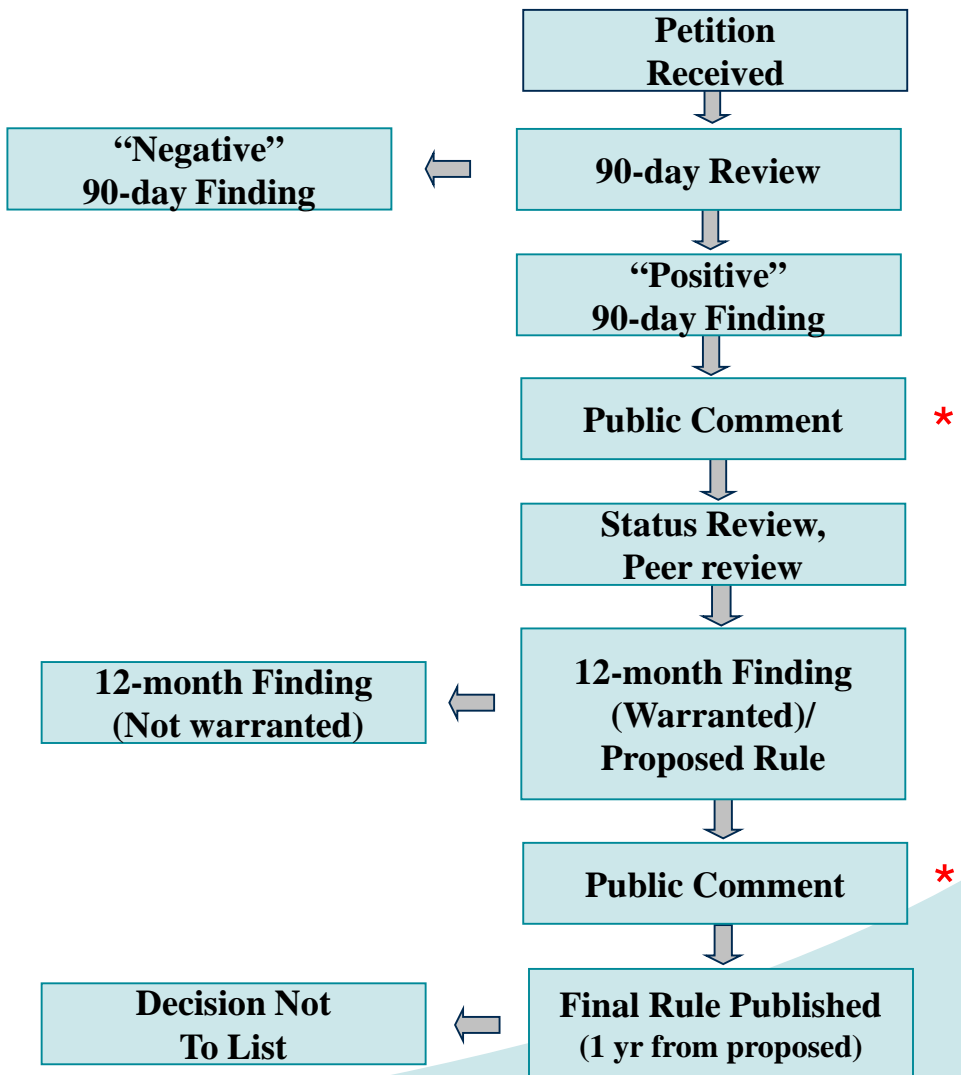 Petition
Received
“Negative”
90-day Finding
90-day Review
“Positive”
90-day Finding
Public Comment *
Status Review,
Peer review
12-month Finding
(Not warranted)
12-month Finding
(Warranted)/
Proposed Rule
Public Comment *
Decision Not
To List
Final Rule Published
(1 yr from proposed)